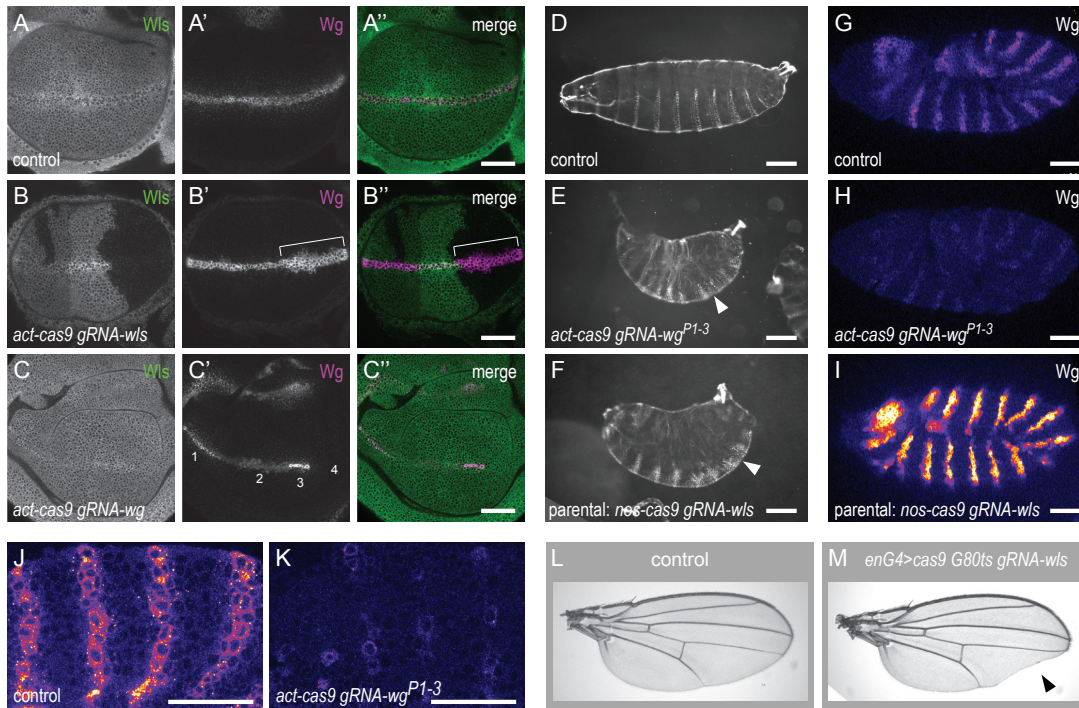 A Wls
A' Wg
A'' merge
control
B Wls
B' Wg
B'' merge
act-cas9 gRNA-wls
C Wls
C' Wg
C'' merge
1
2
3
4
act-cas9 gRNA-wg
D
control
E
act-cas9 gRNA-wg^P1-3
F
parental: nos-cas9 gRNA-wls
G Wg
control
H Wg
act-cas9 gRNA-wg^P1-3
I Wg
parental: nos-cas9 gRNA-wls
J
control
K
act-cas9 gRNA-wg^P1-3
L control
M enG4>cas9 G80ts gRNA-wls